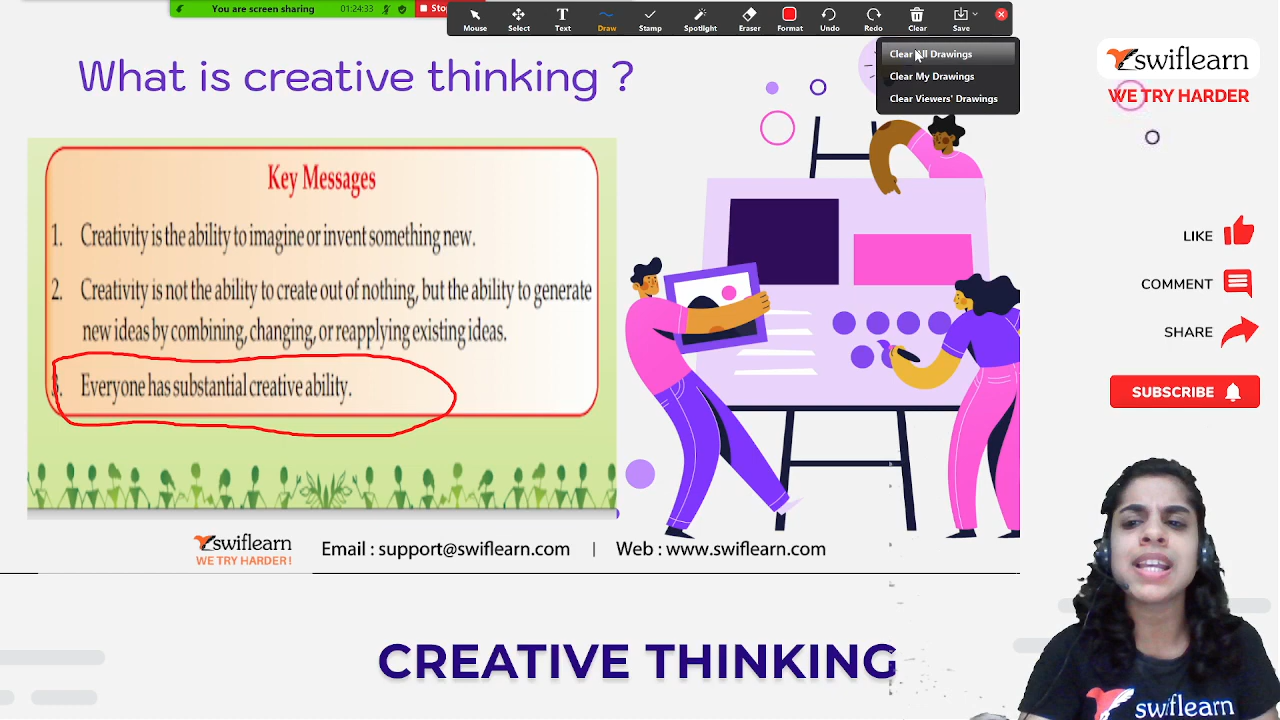 You are screen sharing 01:24:33
Mouse Select Text Draw Stamp Spotlight Eraser Format Undo Redo Clear Save
Clear All Drawings
Clear My Drawings
Clear Viewers' Drawings
What is creative thinking ?
swiflearn
WE TRY HARDER
Key Messages
1. Creativity is the ability to imagine or invent something new.
2. Creativity is not the ability to create out of nothing, but the ability to generate
new ideas by combining, changing, or reapplying existing ideas.
Everyone has substantial creative ability.
LIKE
COMMENT
SHARE
SUBSCRIBE
swiflearn
WE TRY HARDER !
Email : support@swiflearn.com | Web : www.swiflearn.com
CREATIVE THINKING
swiflearn